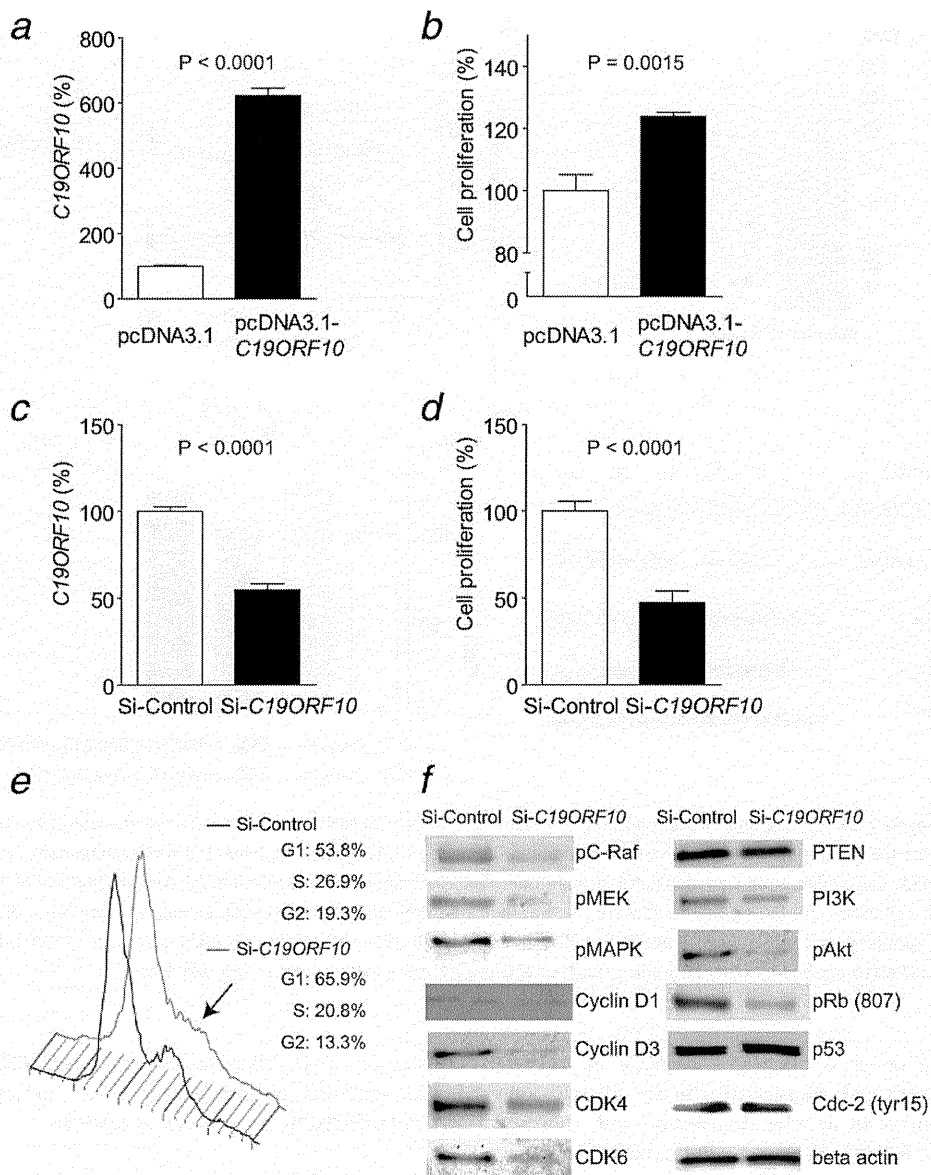 a
800
600
400
200
0
C19ORF10 (%)
P < 0.0001
pcDNA3.1
pcDNA3.1-
C19ORF10
b
140
120
100
80
0
Cell proliferation (%)
P = 0.0015
pcDNA3.1
pcDNA3.1-
C19ORF10
c
150
100
50
0
C19ORF10 (%)
P < 0.0001
Si-Control Si-C19ORF10
d
150
100
50
0
Cell proliferation (%)
P < 0.0001
Si-Control Si-C19ORF10
e
Si-Control
G1: 53.8%
S: 26.9%
G2: 19.3%
Si-C19ORF10
G1: 65.9%
S: 20.8%
G2: 13.3%
f
Si-Control Si-C19ORF10
pC-Raf
pMEK
pMAPK
Cyclin D1
Cyclin D3
CDK4
CDK6
Si-Control Si-C19ORF10
PTEN
PI3K
pAkt
pRb (807)
p53
Cdc-2 (tyr15)
beta actin